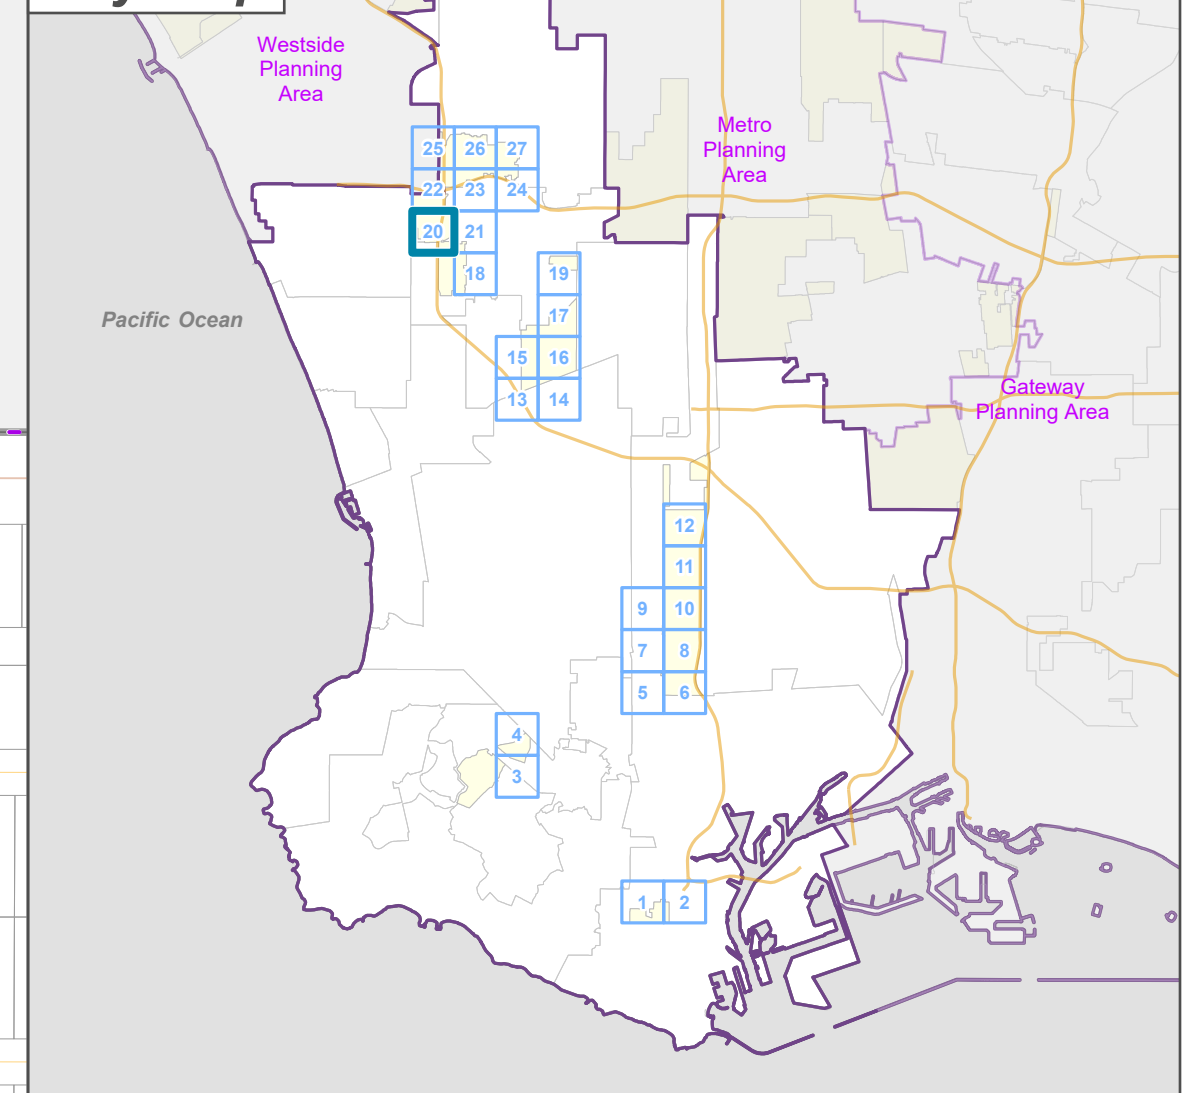 Westside
Planning
Area
Metro
Planning
Area
25 26 27
22 23 24
20 21
18 19
Pacific Ocean
17
15 16
Gateway
Planning Area
13 14
12
11
9 10
7 8
5 6
4
3
1 2